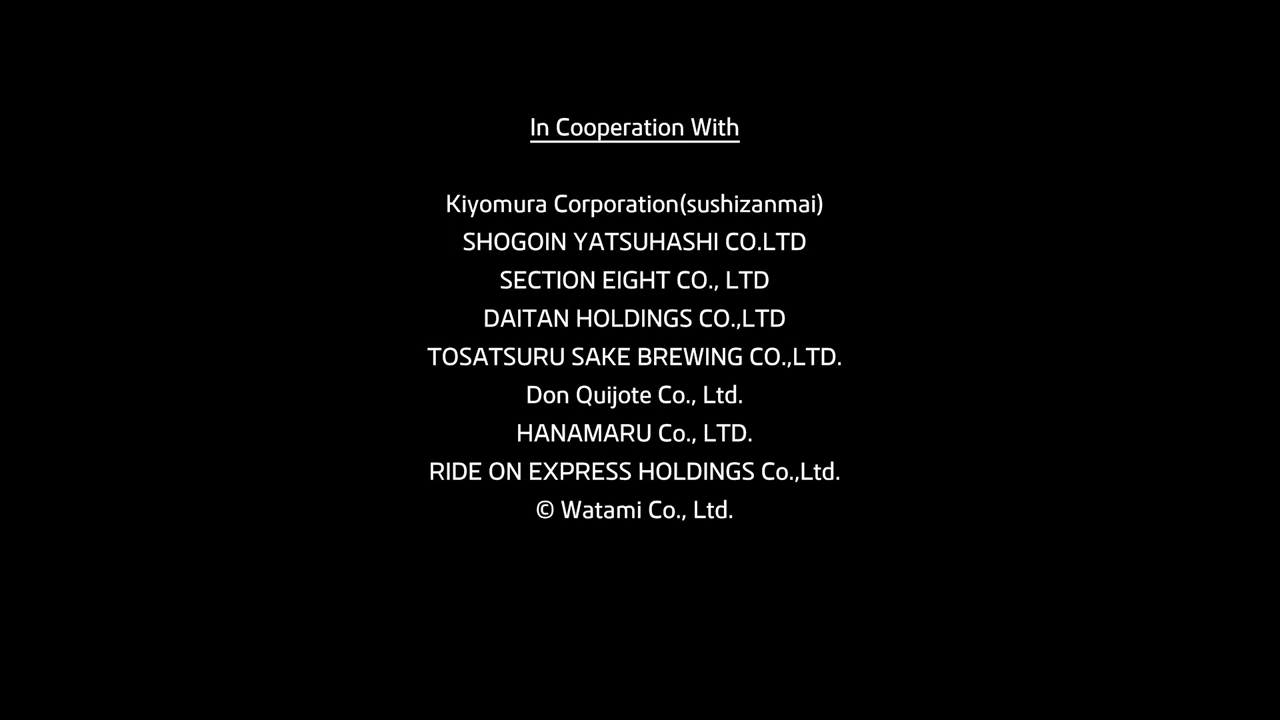 In Cooperation With
Kiyomura Corporation(sushizanmai)
SHOGOIN YATSUHASHI CO.LTD
SECTION EIGHT CO., LTD
DAITAN HOLDINGS CO.,LTD
TOSATSURU SAKE BREWING CO.,LTD.
Don Quijote Co., Ltd.
HANAMARU Co., LTD.
RIDE ON EXPRESS HOLDINGS Co.,Ltd.
© Watami Co., Ltd.